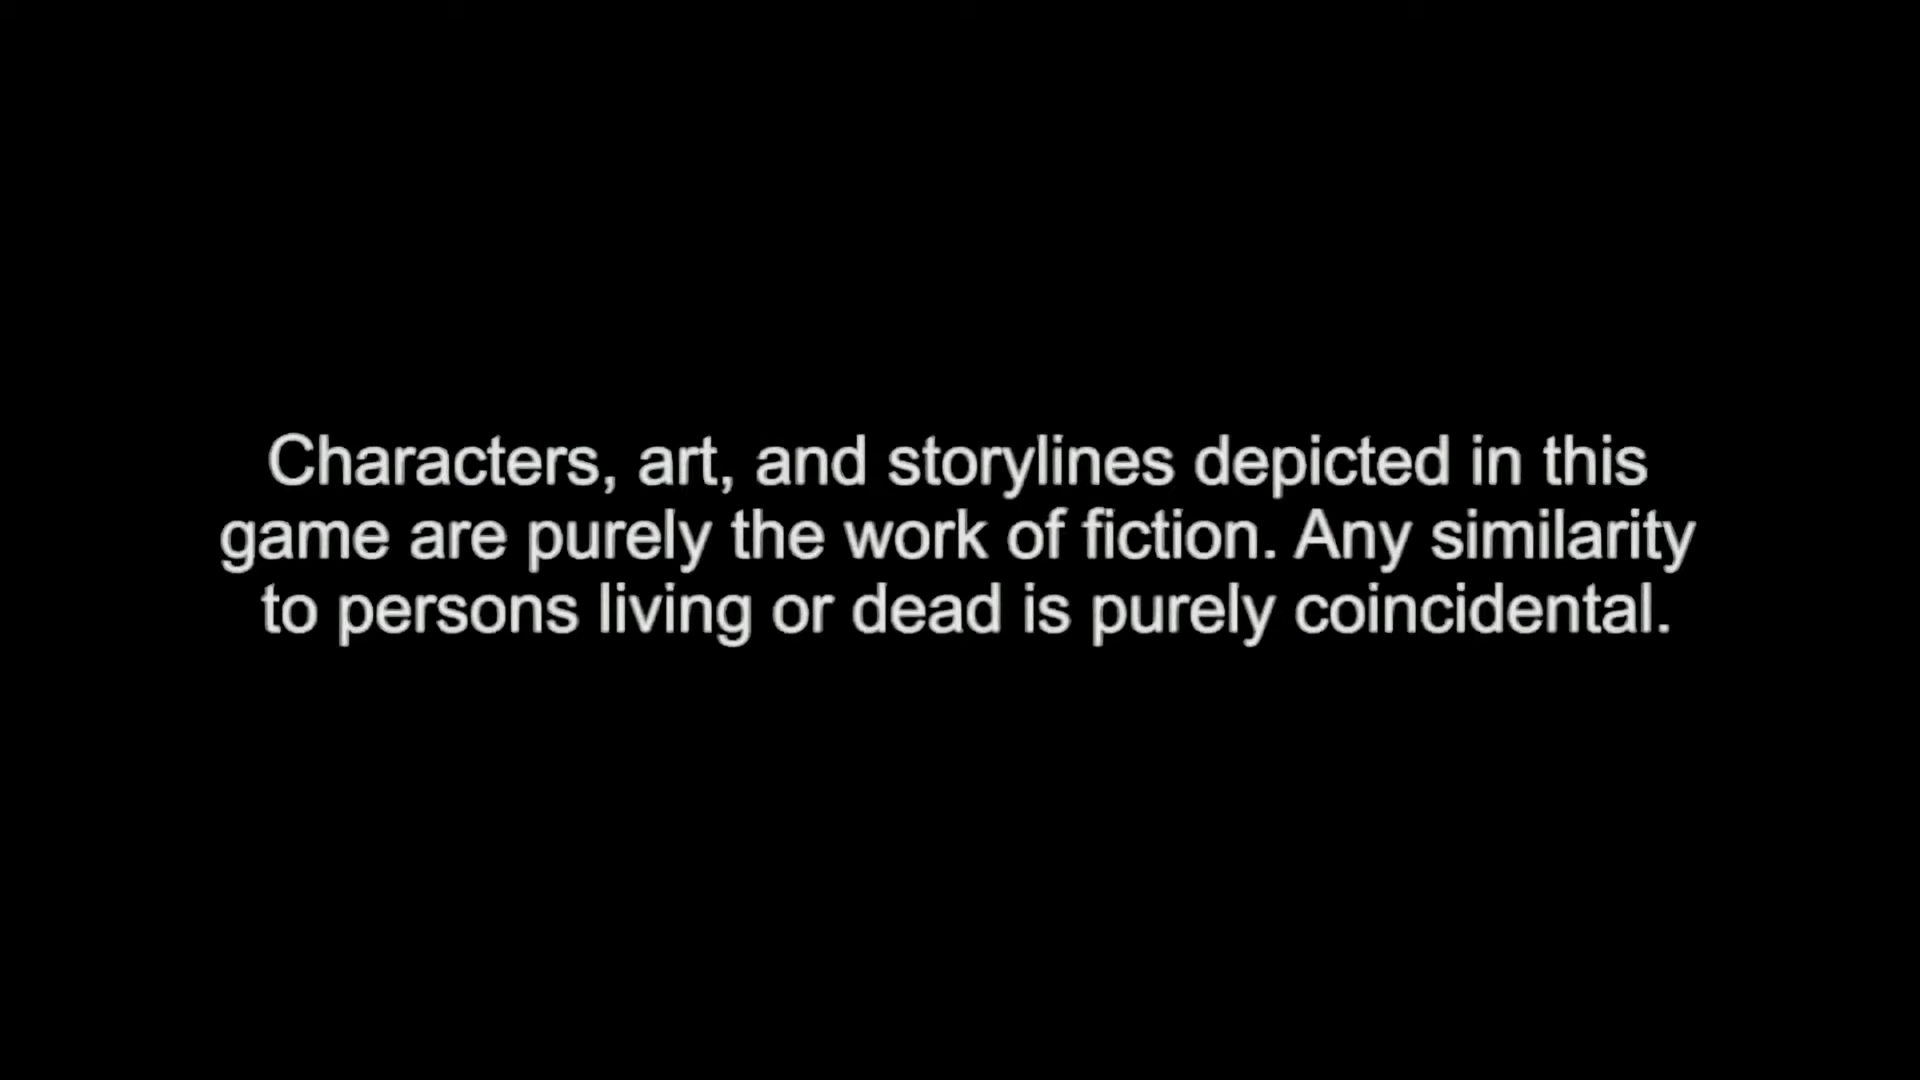 Characters, art, and storylines depicted in this
game are purely the work of fiction. Any similarity
to persons living or dead is purely coincidental.